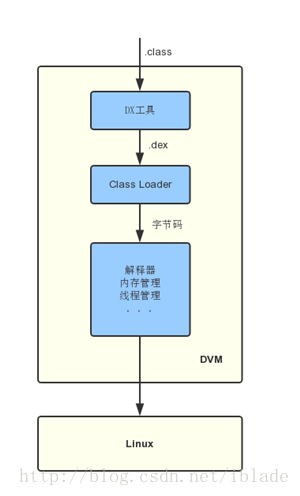 .class
DX工具
.dex
Class Loader
字节码
解释器
内存管理
线程管理
. . .
DVM
Linux
http://blog.csdn.net/iblade